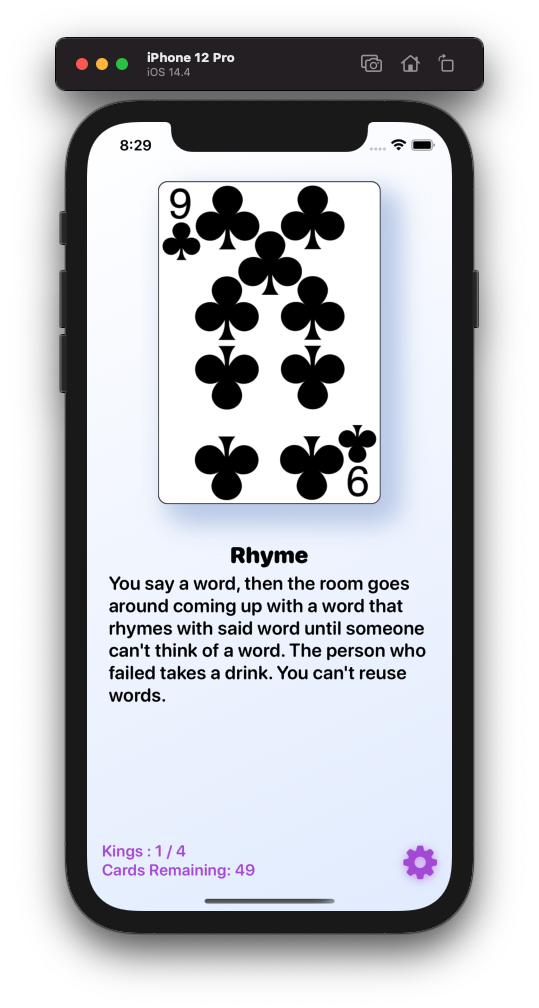 iPhone 12 Pro
iOS 14.4
8:29
9
Rhyme
You say a word, then the room goes
around coming up with a word that
rhymes with said word until someone
can't think of a word. The person who
failed takes a drink. You can't reuse
words.
9
Kings : 1 / 4
Cards Remaining: 49